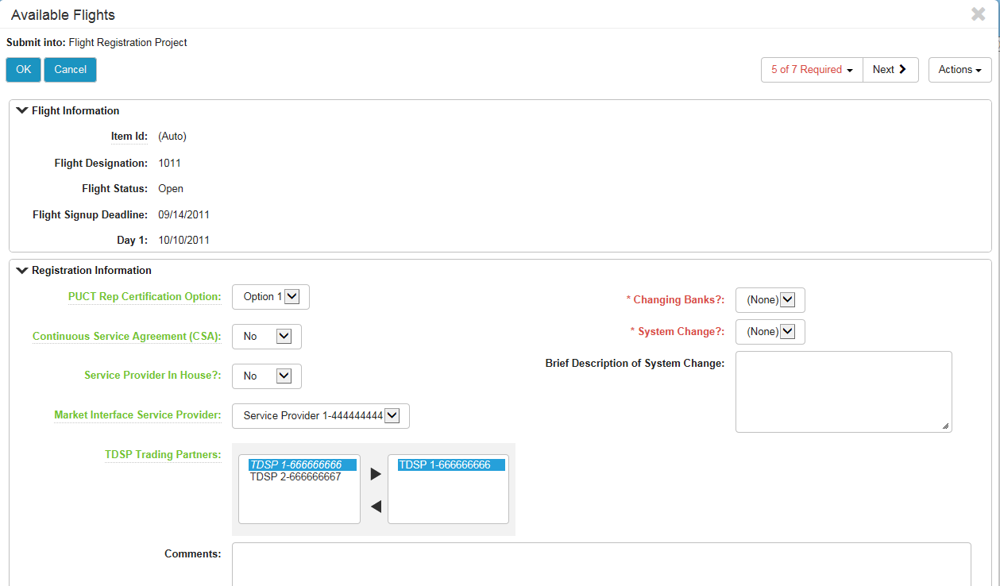 Available Flights
Submit into: Flight Registration Project
OK Cancel 5 of 7 Required Next Actions
Flight Information
Item Id: (Auto)
Flight Designation: 1011
Flight Status: Open
Flight Signup Deadline: 09/14/2011
Day 1: 10/10/2011
Registration Information
PUCT Rep Certification Option: Option 1
* Changing Banks?: (None)
Continuous Service Agreement (CSA): No
* System Change?: (None)
Brief Description of System Change:
Service Provider In House?: No
Market Interface Service Provider: Service Provider 1-444444444
TDSP Trading Partners:
TDSP 1-666666666 TDSP 1-666666666
TDSP 2-666666667
Comments: